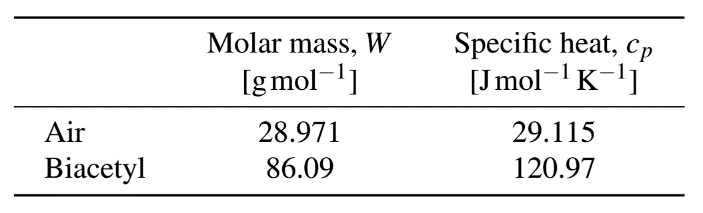 Molar mass, W Specific heat, cₚ
[g mol⁻¹] [J mol⁻¹ K⁻¹]
Air 28.971 29.115
Biacetyl 86.09 120.97